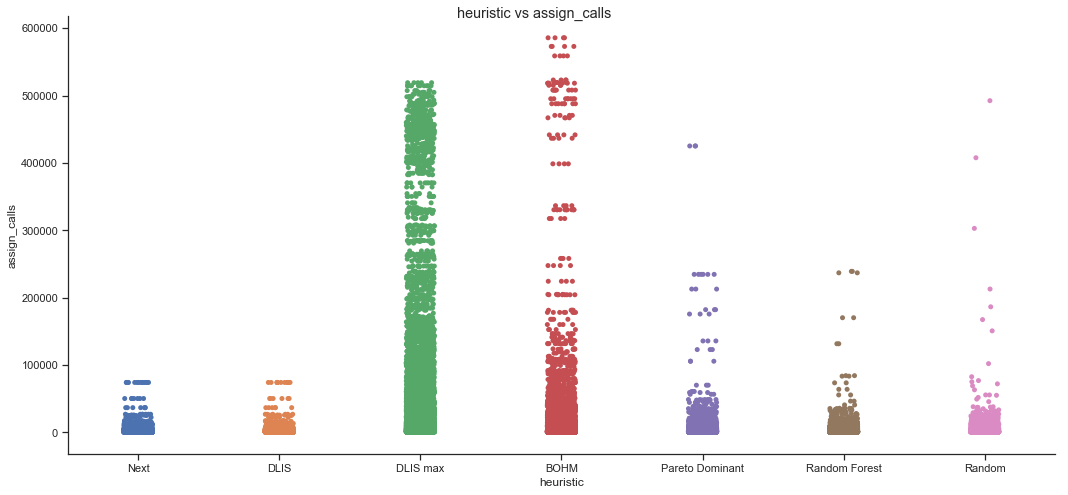 heuristic vs assign_calls
600000
500000
400000
300000
200000
100000
0
assign_calls
Next DLIS DLIS max BOHM Pareto Dominant Random Forest Random
heuristic